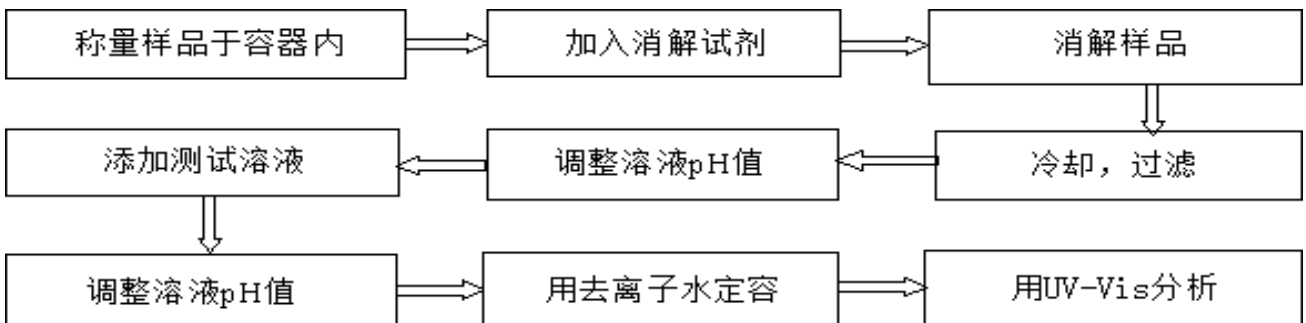 称量样品于容器内
加入消解试剂
消解样品
冷却，过滤
调整溶液pH值
添加测试溶液
调整溶液pH值
用去离子水定容
用UV-Vis分析